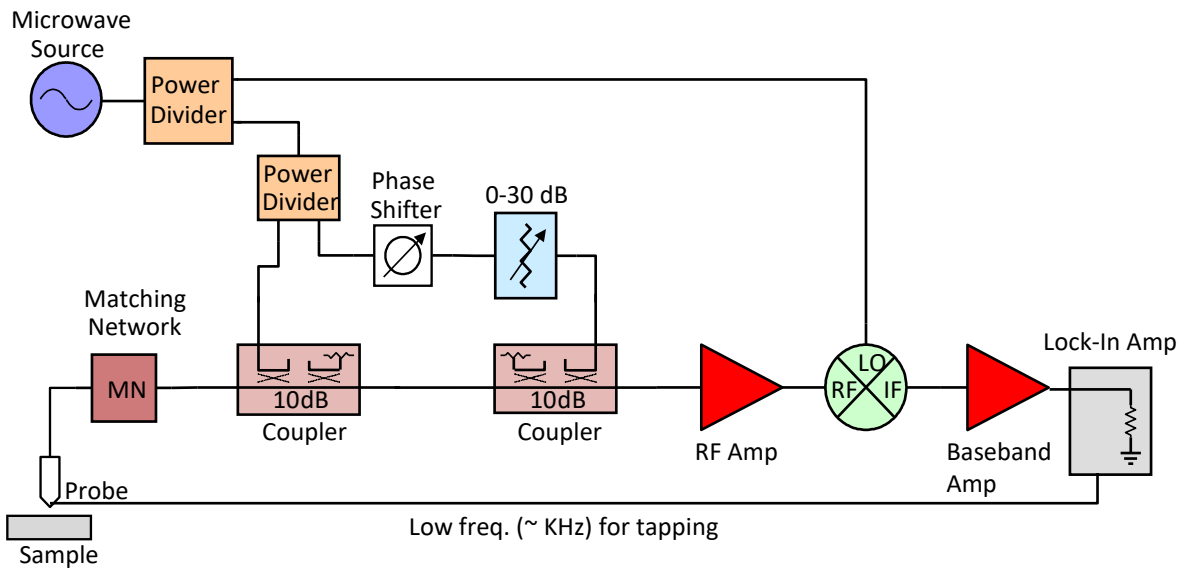 Microwave
Source
Power
Divider
Power
Divider
Phase
Shifter
0-30 dB
Matching
Network
MN
10dB
Coupler
10dB
Coupler
RF Amp
LO
RF
IF
Baseband
Amp
Lock-In Amp
Probe
Low freq. (~ KHz) for tapping
Sample